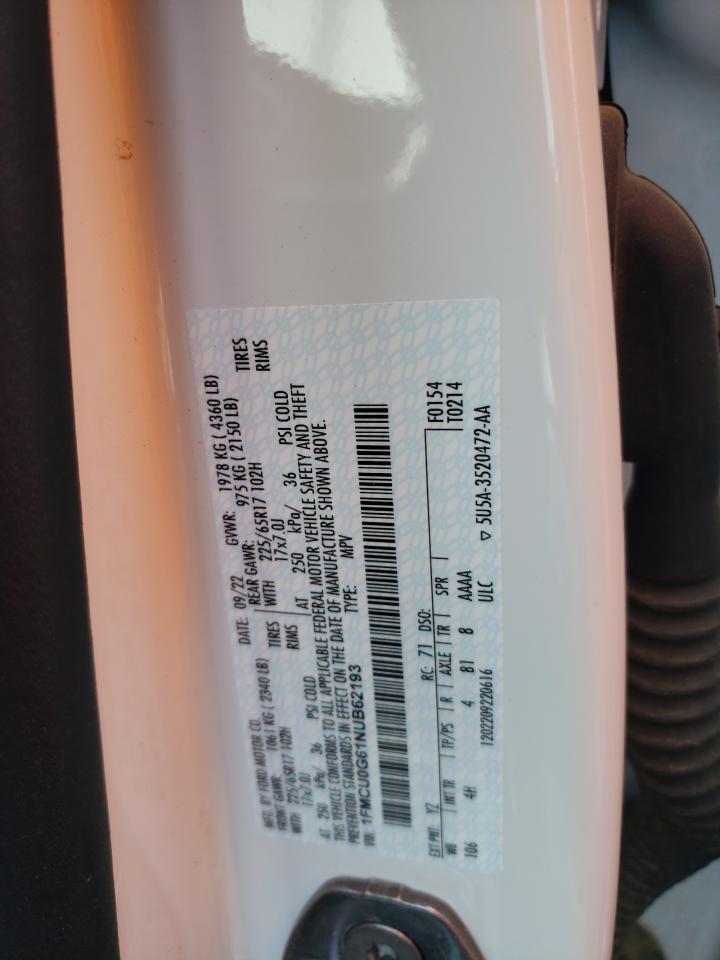 MFD. BY FORD MOTOR CO. DATE: 09/22 GVWR: 1978 KG ( 4360 LB)
FRONT GAWR: 1061 KG ( 2340 LB) REAR GAWR: 975 KG ( 2150 LB)
WITH 225/65R17 102H TIRES WITH 225/65R17 102H TIRES
17x7.0J RIMS 17x7.0J RIMS
AT 250 kPa/ 36 PSI COLD AT 250 kPa/ 36 PSI COLD
THIS VEHICLE CONFORMS TO ALL APPLICABLE FEDERAL MOTOR VEHICLE SAFETY AND THEFT
PREVENTION STANDARDS IN EFFECT ON THE DATE OF MANUFACTURE SHOWN ABOVE.
VIN: 1FMCU0G61NUB62193 TYPE: MPV
EXT PNT: YZ RC: 71 DSO: F0154
WB INT TR TP/PS R AXLE TR SPR T0214
106 4H 4 81 8 AAAA
1202209220616 ULC ▽ 5U5A-3520472-AA